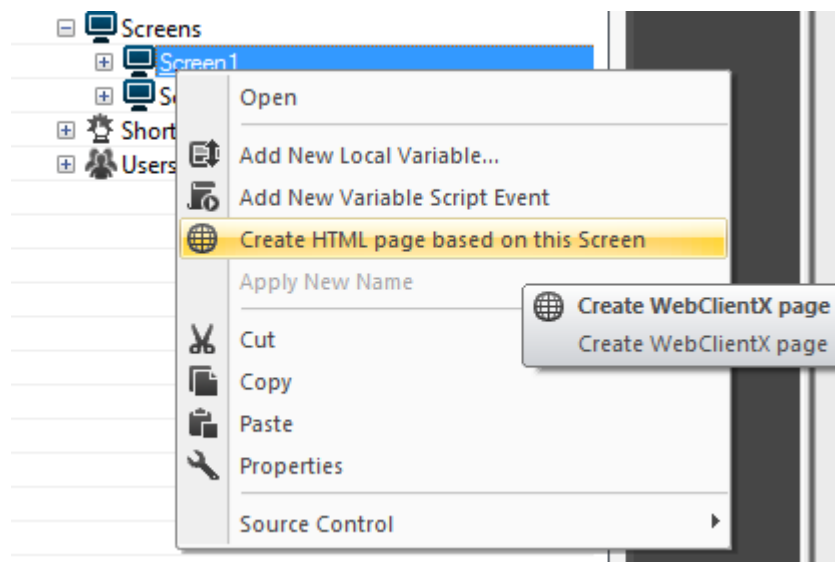 Screens
Screen1
Open
Short
Add New Local Variable...
Users
Add New Variable Script Event
Create HTML page based on this Screen
Apply New Name
Create WebClientX page
Create WebClientX page
Cut
Copy
Paste
Properties
Source Control